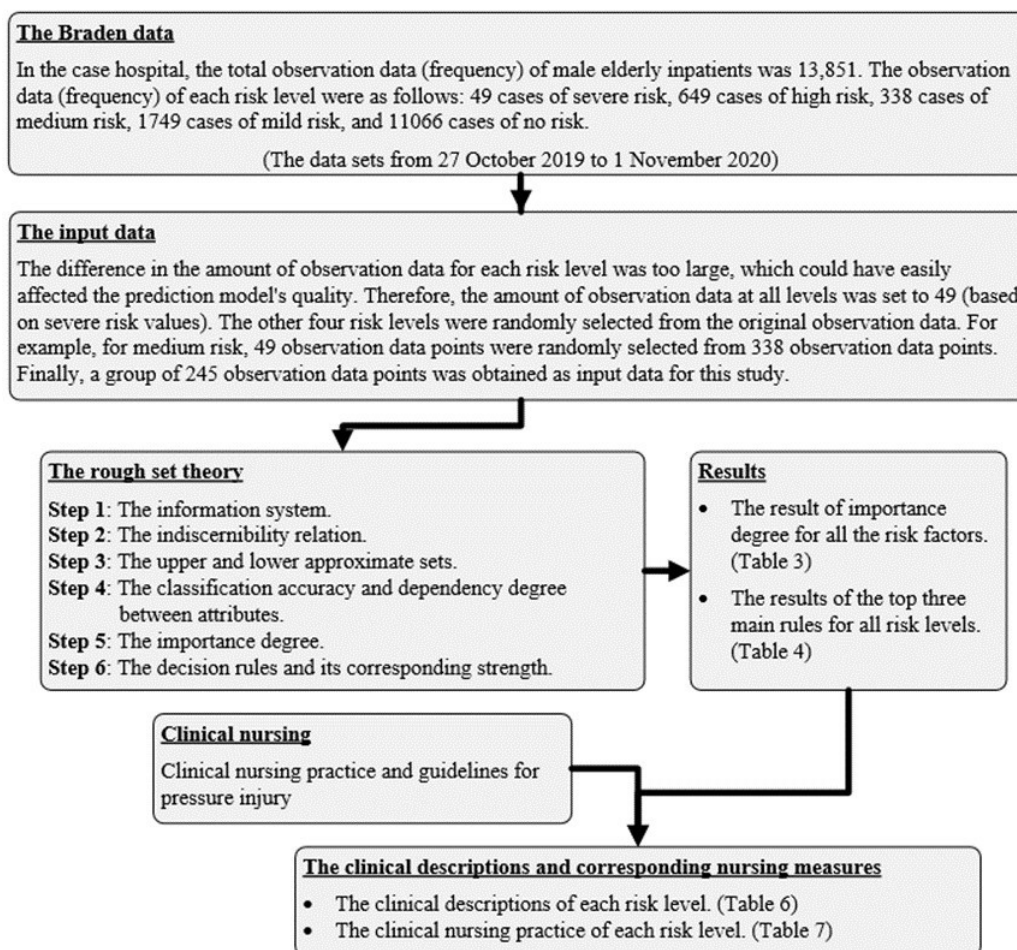 The Braden data
In the case hospital, the total observation data (frequency) of male elderly inpatients was 13,851. The observation
data (frequency) of each risk level were as follows: 49 cases of severe risk, 649 cases of high risk, 338 cases of
medium risk, 1749 cases of mild risk, and 11066 cases of no risk.
(The data sets from 27 October 2019 to 1 November 2020)
The input data
The difference in the amount of observation data for each risk level was too large, which could have easily
affected the prediction model's quality. Therefore, the amount of observation data at all levels was set to 49 (based
on severe risk values). The other four risk levels were randomly selected from the original observation data. For
example, for medium risk, 49 observation data points were randomly selected from 338 observation data points.
Finally, a group of 245 observation data points was obtained as input data for this study.
The rough set theory
Step 1: The information system.
Step 2: The indiscernibility relation.
Step 3: The upper and lower approximate sets.
Step 4: The classification accuracy and dependency degree
between attributes.
Step 5: The importance degree.
Step 6: The decision rules and its corresponding strength.
Results
• The result of importance
degree for all the risk factors.
(Table 3)
• The results of the top three
main rules for all risk levels.
(Table 4)
Clinical nursing
Clinical nursing practice and guidelines for
pressure injury
The clinical descriptions and corresponding nursing measures
• The clinical descriptions of each risk level. (Table 6)
• The clinical nursing practice of each risk level. (Table 7)